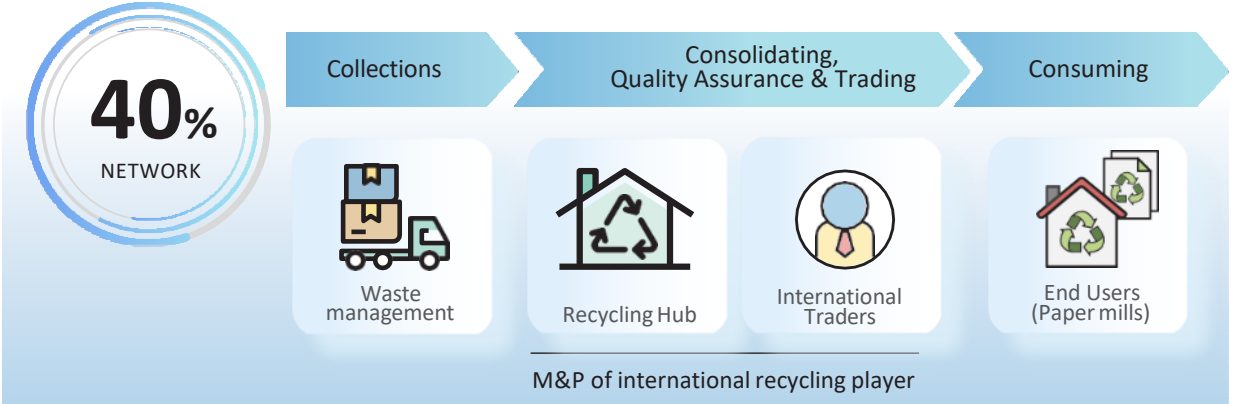 40%
NETWORK
Collections
Consolidating,
Quality Assurance & Trading
Consuming
Waste
management
Recycling Hub
International
Traders
End Users
(Paper mills)
M&P of international recycling player